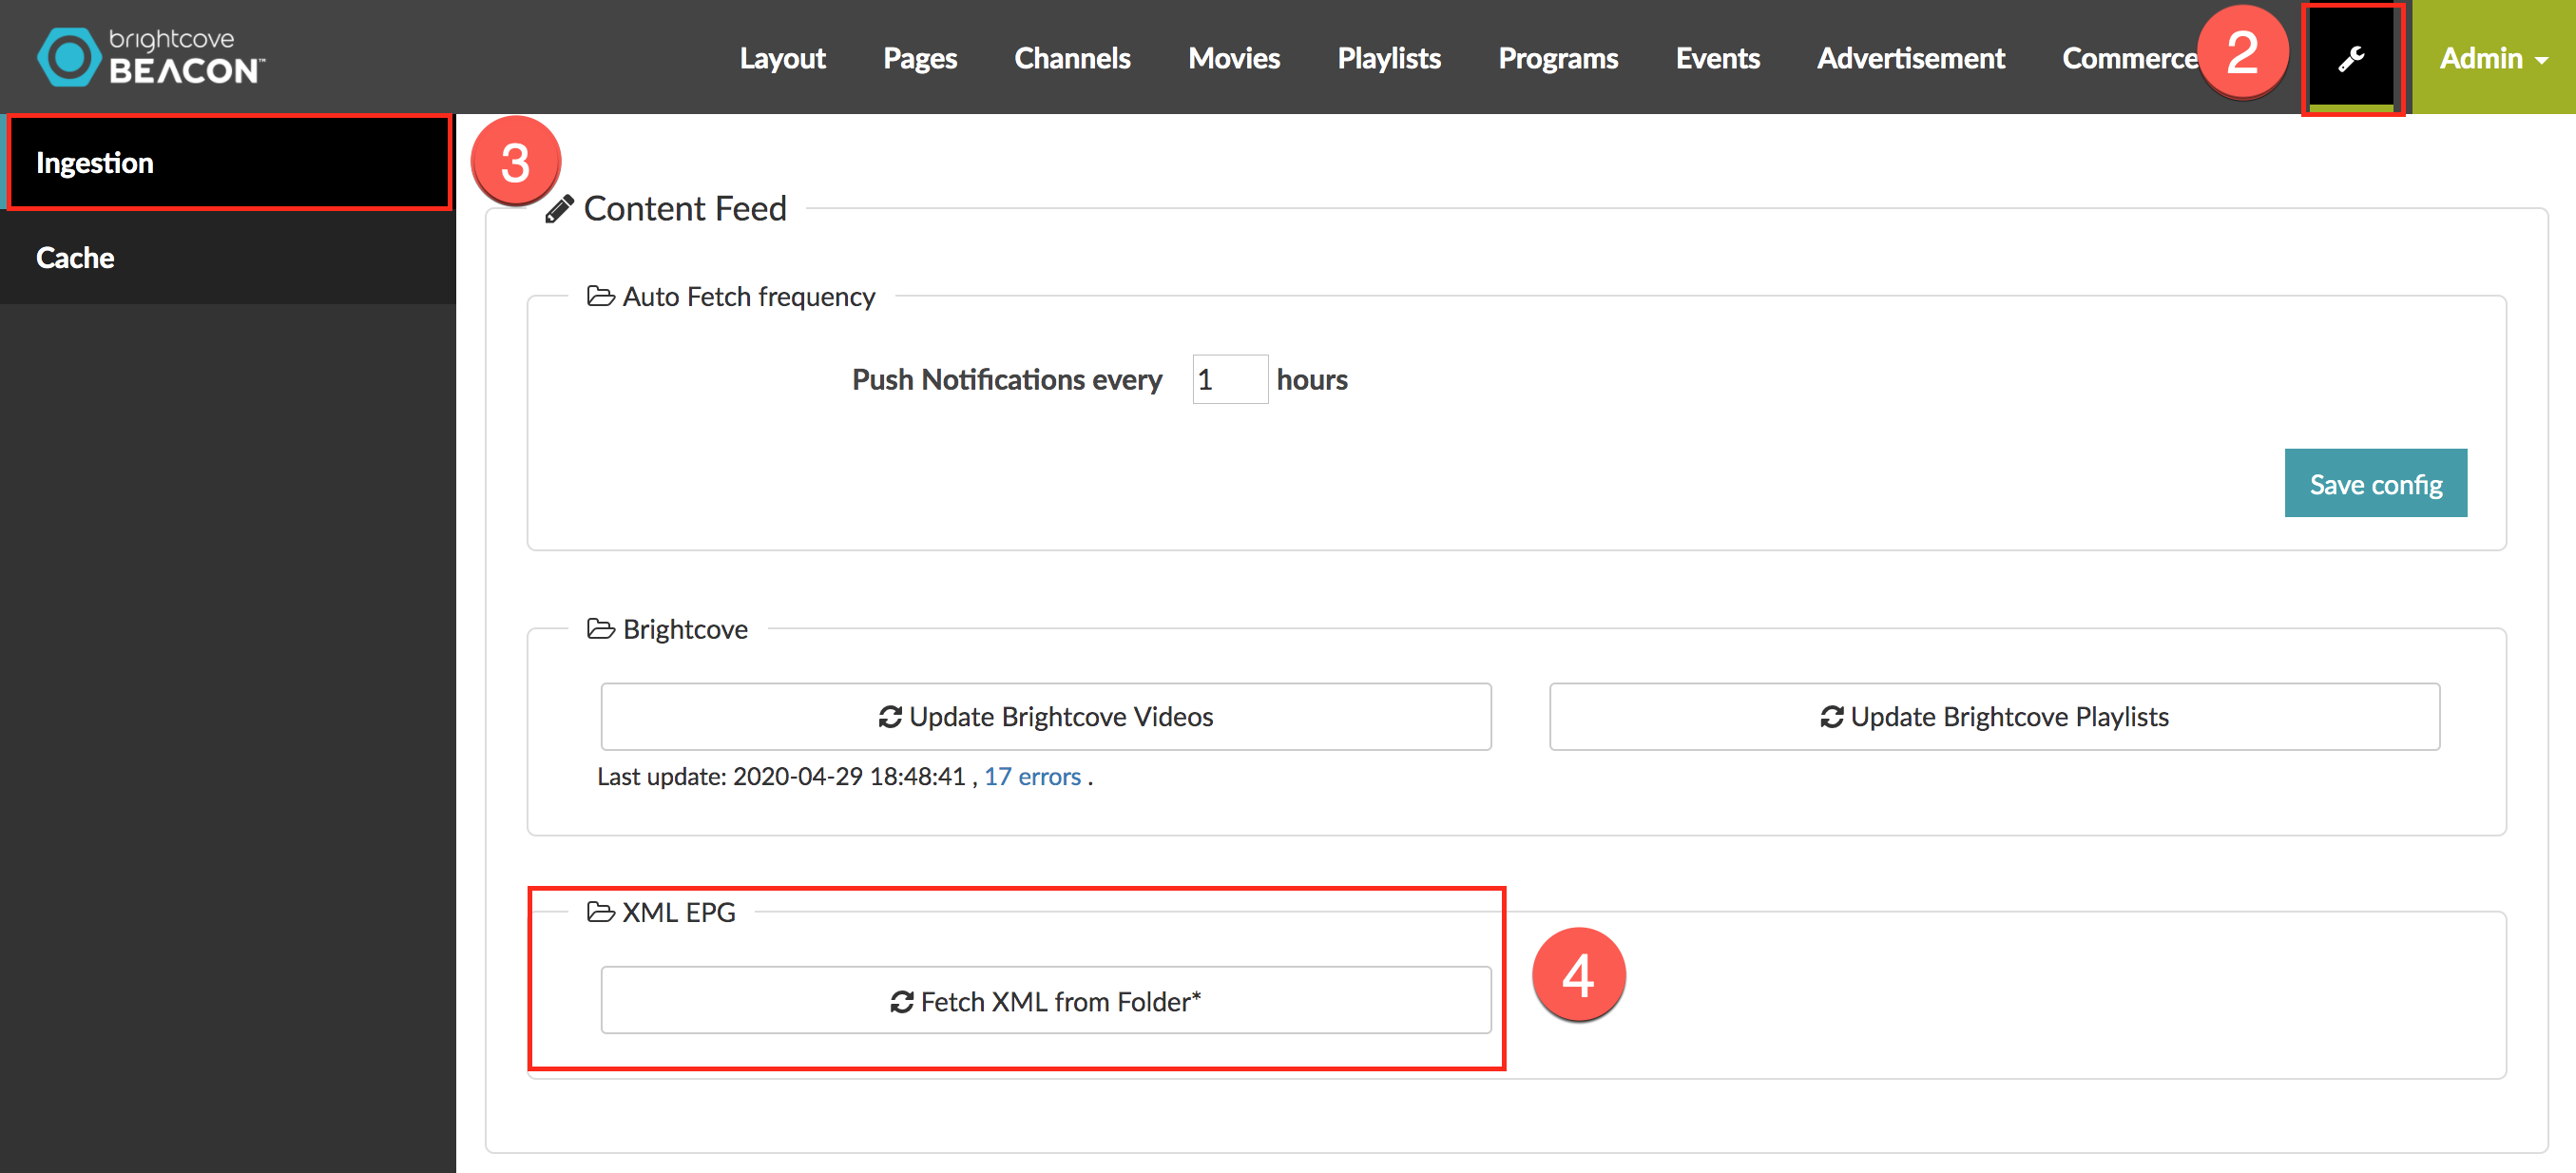 brightcove
BEACON™
Layout Pages Channels Movies Playlists Programs Events Advertisement Commerce 2 Admin
Ingestion
3
Cache
Content Feed
Auto Fetch frequency
Push Notifications every 1 hours
Save config
Brightcove
Update Brightcove Videos
Update Brightcove Playlists
Last update: 2020-04-29 18:48:41 , 17 errors .
XML EPG
Fetch XML from Folder*
4